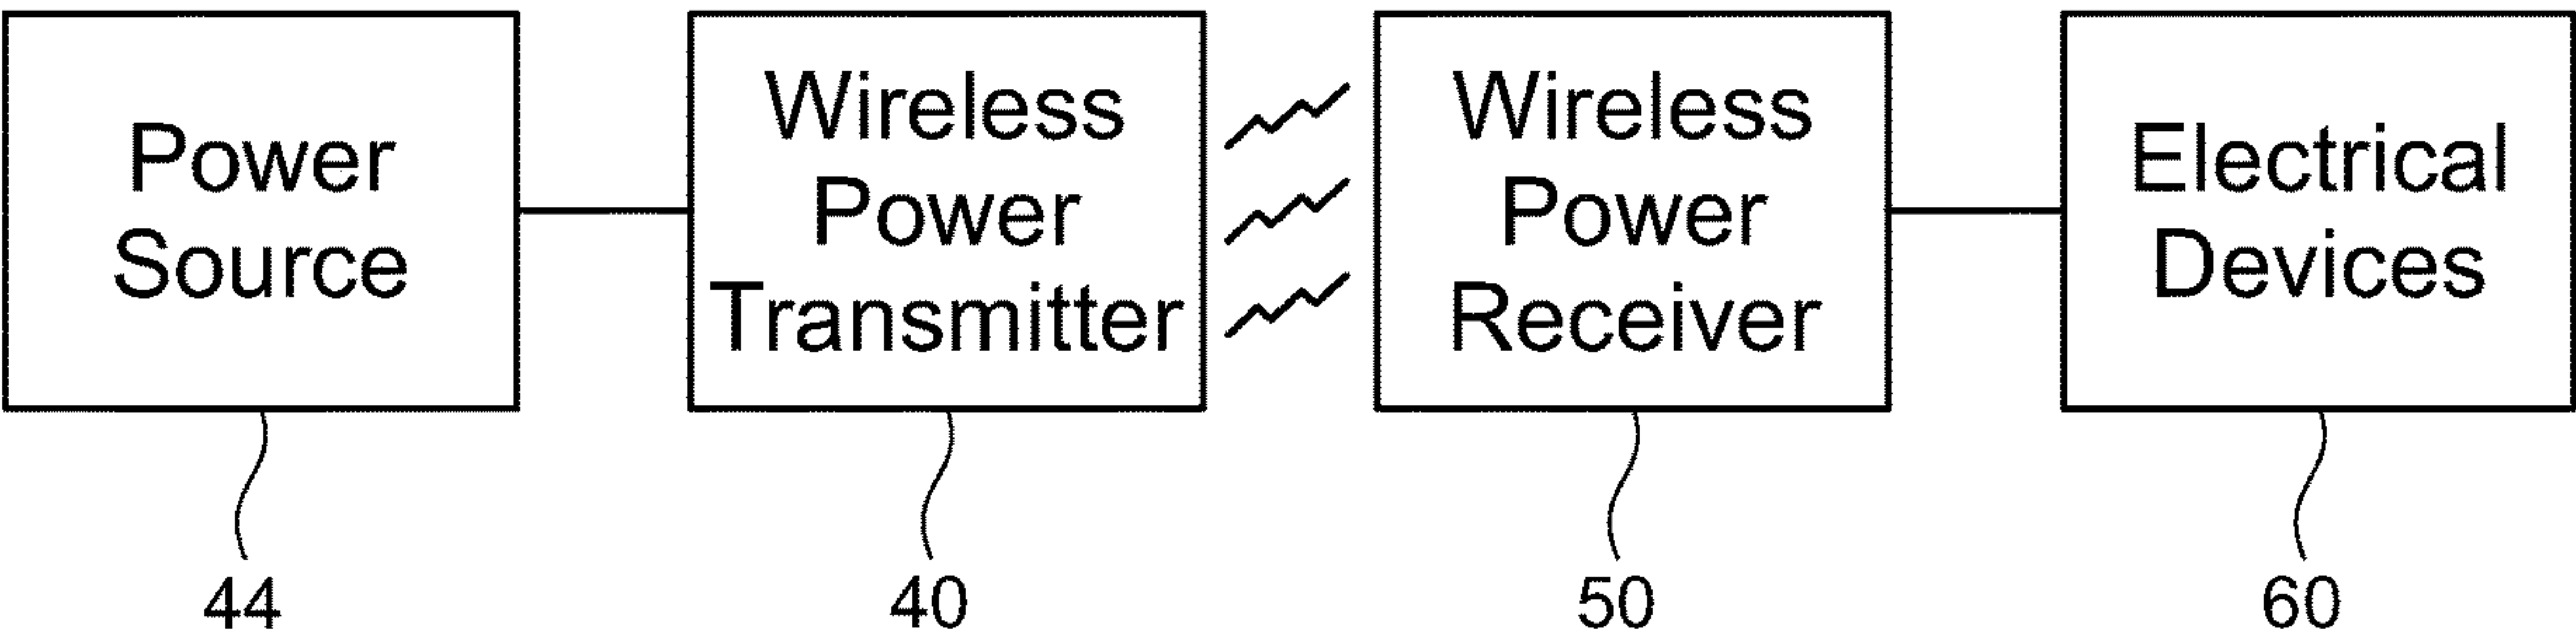 Power
Source
Wireless
Power
Transmitter
Wireless
Power
Receiver
Electrical
Devices
44
40
50
60